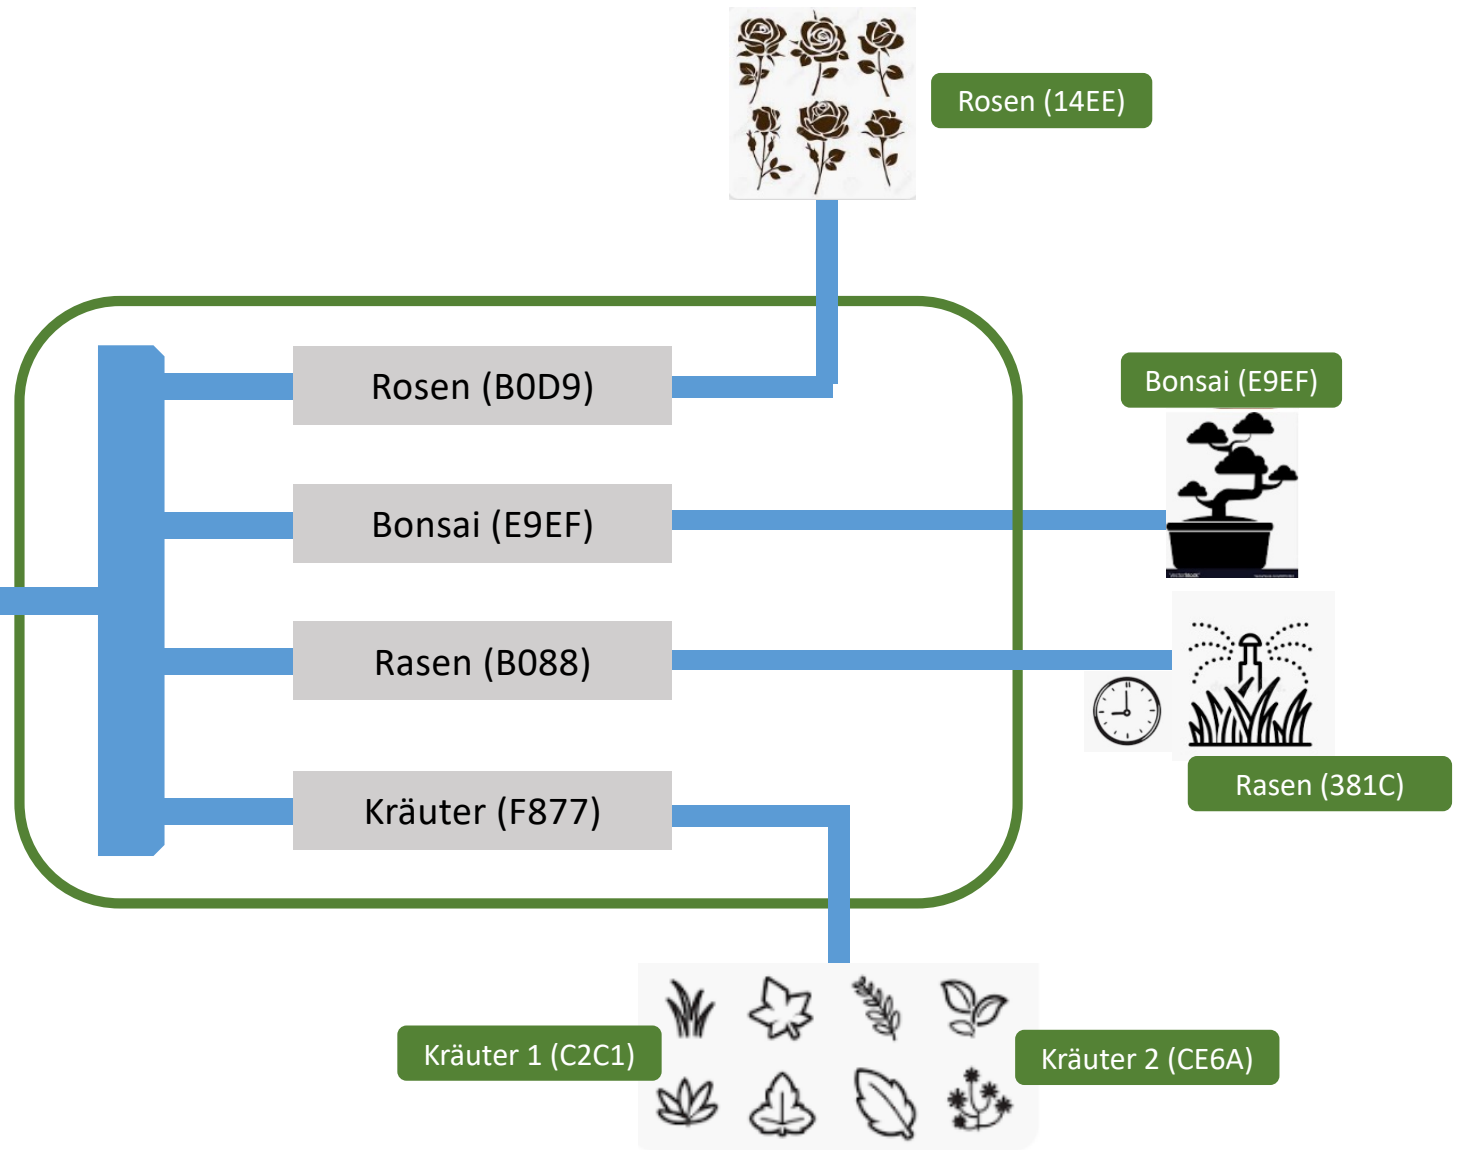 Rosen (14EE)
Rosen (B0D9)
Bonsai (E9EF)
Bonsai (E9EF)
Rasen (B088)
Rasen (381C)
Kräuter (F877)
Kräuter 1 (C2C1)
Kräuter 2 (CE6A)